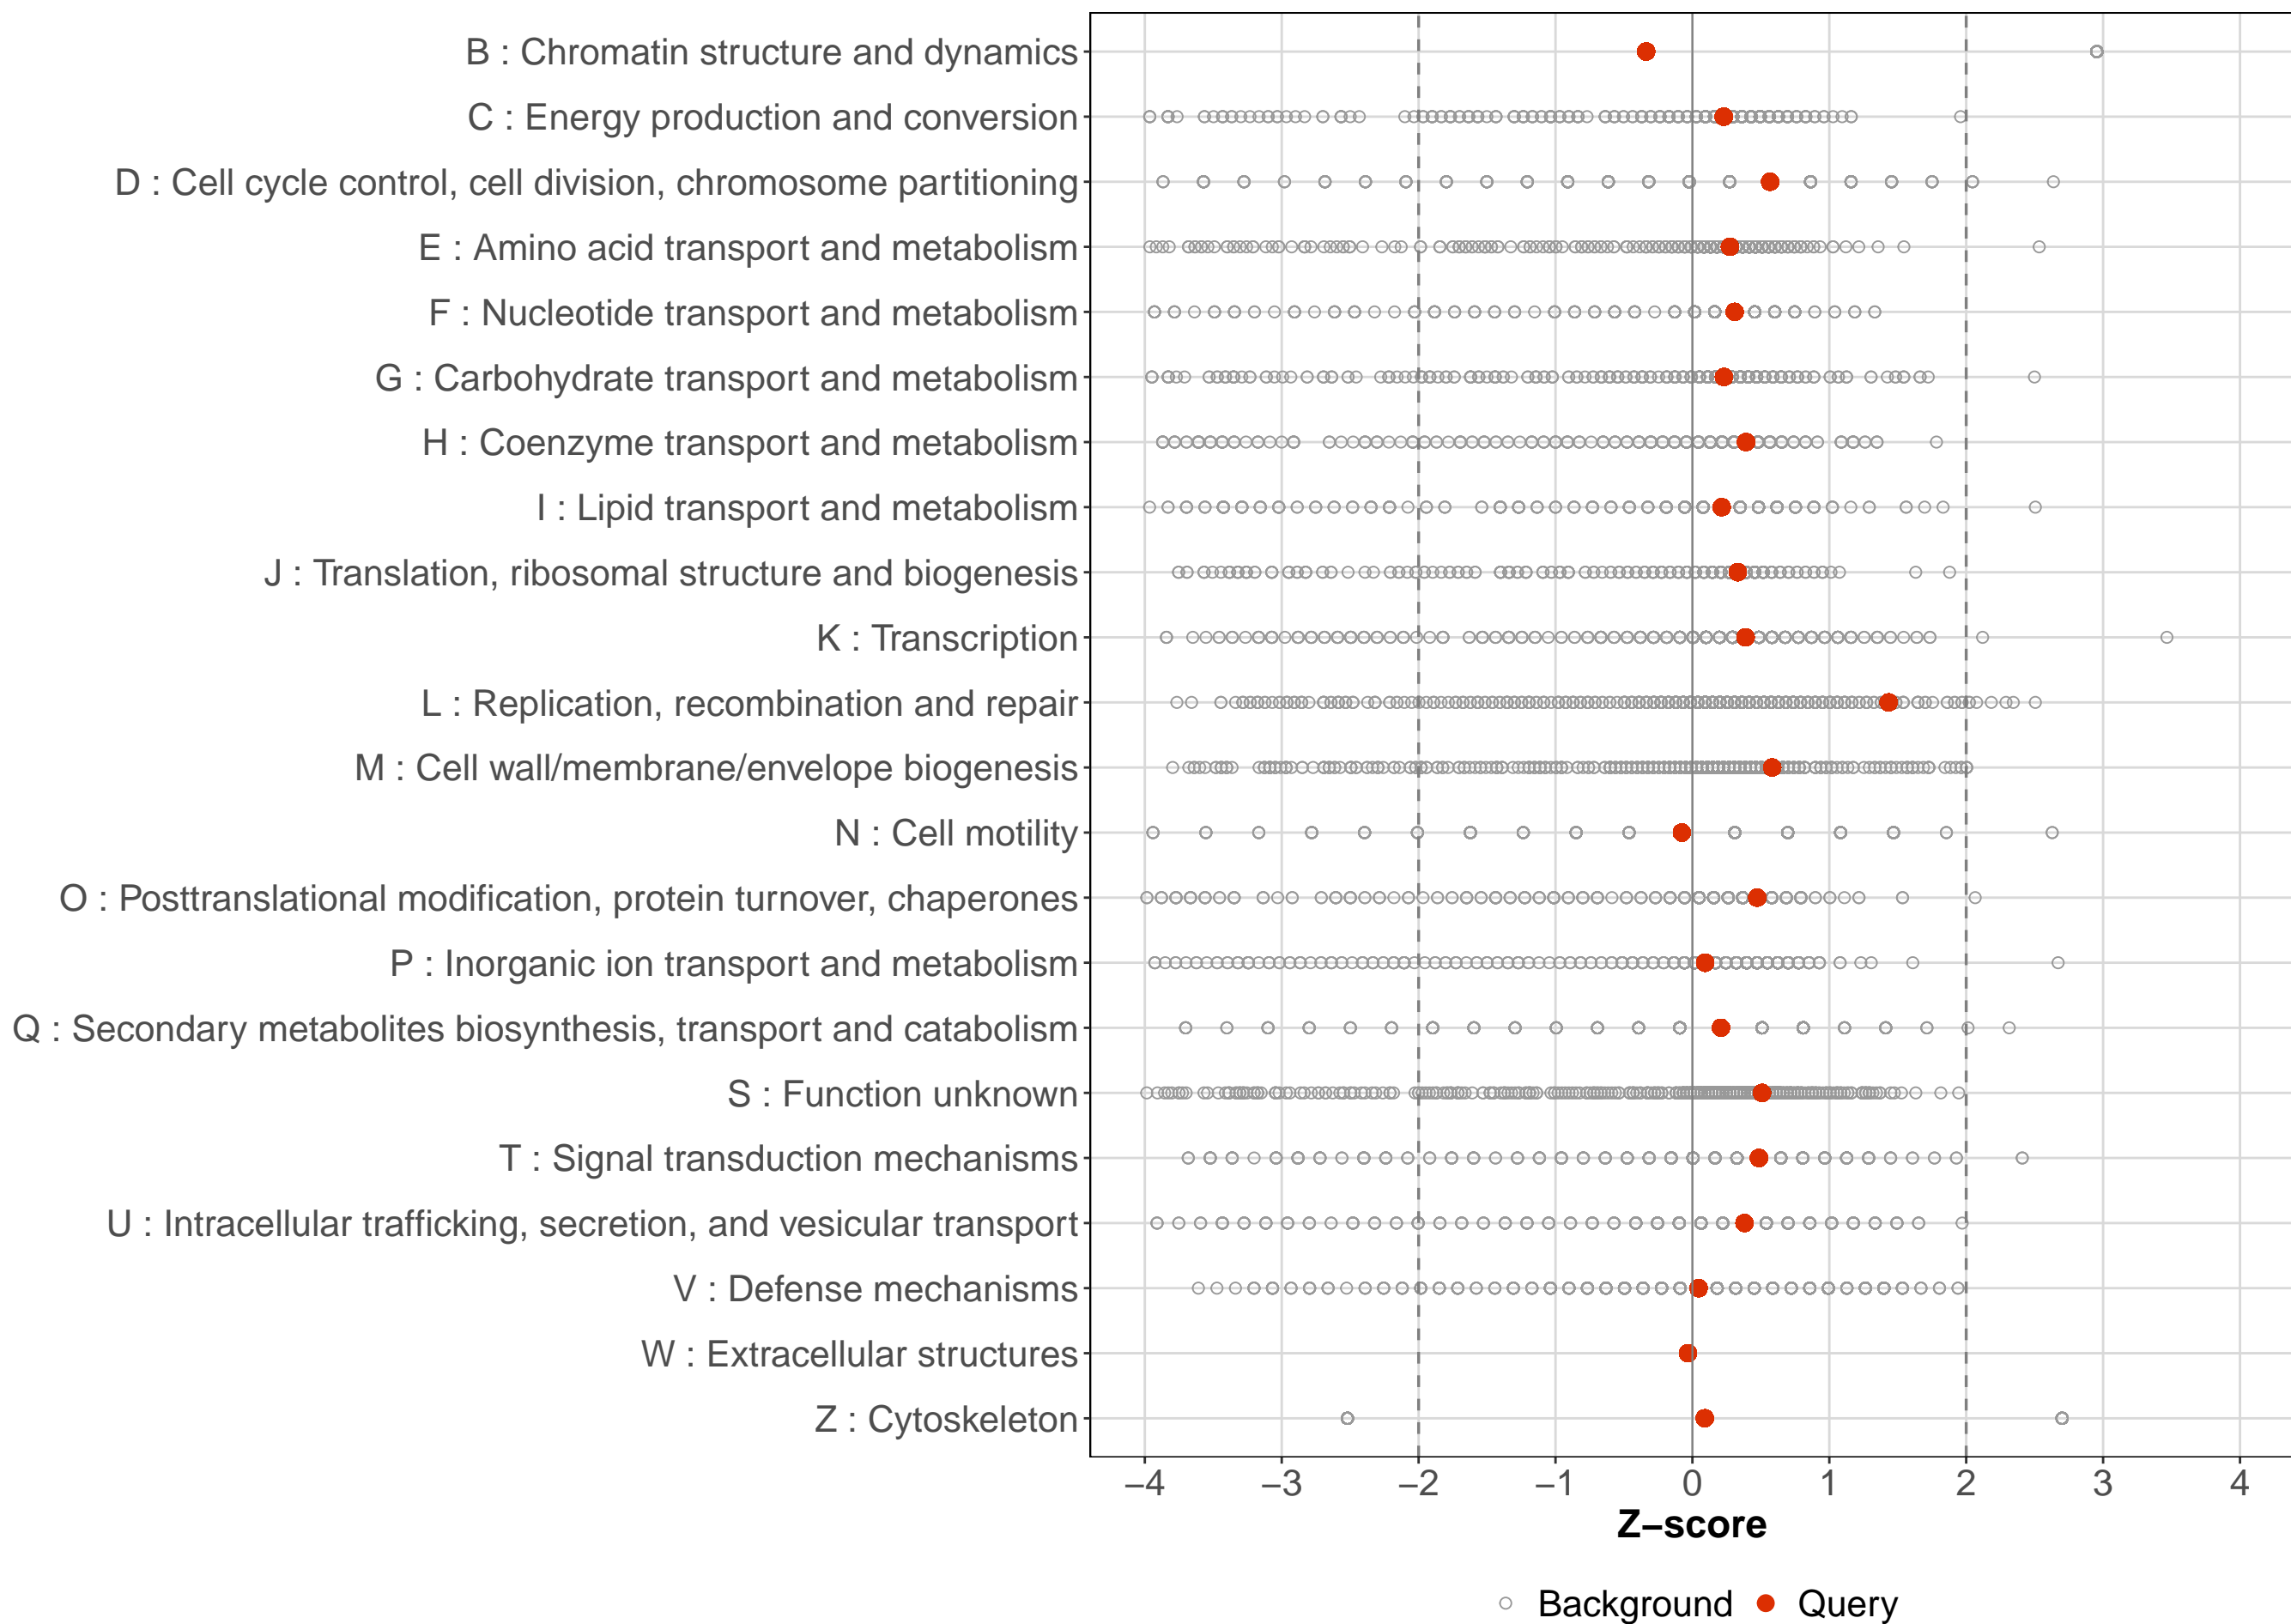 B : Chromatin structure and dynamics
C : Energy production and conversion
D : Cell cycle control, cell division, chromosome partitioning
E : Amino acid transport and metabolism
F : Nucleotide transport and metabolism
G : Carbohydrate transport and metabolism
H : Coenzyme transport and metabolism
I : Lipid transport and metabolism
J : Translation, ribosomal structure and biogenesis
K : Transcription
L : Replication, recombination and repair
M : Cell wall/membrane/envelope biogenesis
N : Cell motility
O : Posttranslational modification, protein turnover, chaperones
P : Inorganic ion transport and metabolism
Q : Secondary metabolites biosynthesis, transport and catabolism
S : Function unknown
T : Signal transduction mechanisms
U : Intracellular trafficking, secretion, and vesicular transport
V : Defense mechanisms
W : Extracellular structures
Z : Cytoskeleton
−4 −3 −2 −1 0 1 2 3 4
Z−score
Background Query